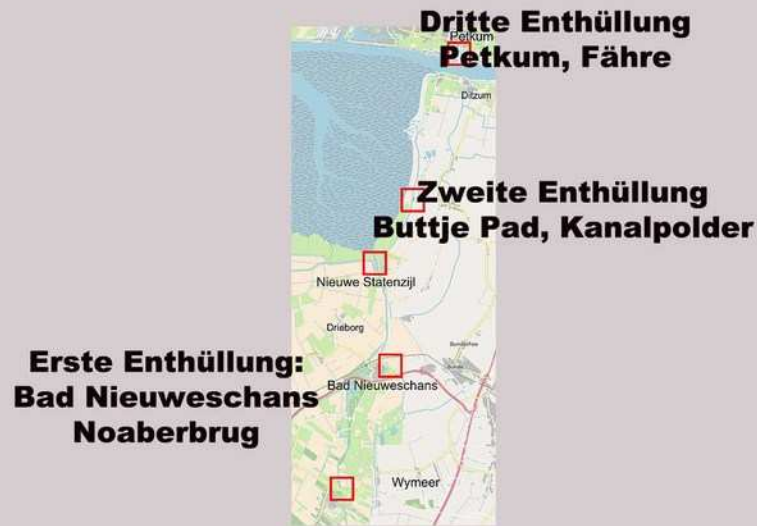 Dritte Enthüllung
Petkum, Fähre
Petkum
Ditzum
Zweite Enthüllung
Buttje Pad, Kanalpolder
Nieuwe Statenzijl
Drieborg
Erste Enthüllung:
Bad Nieuweschans
Noaberbrug
Bad Nieuweschans
Wymeer